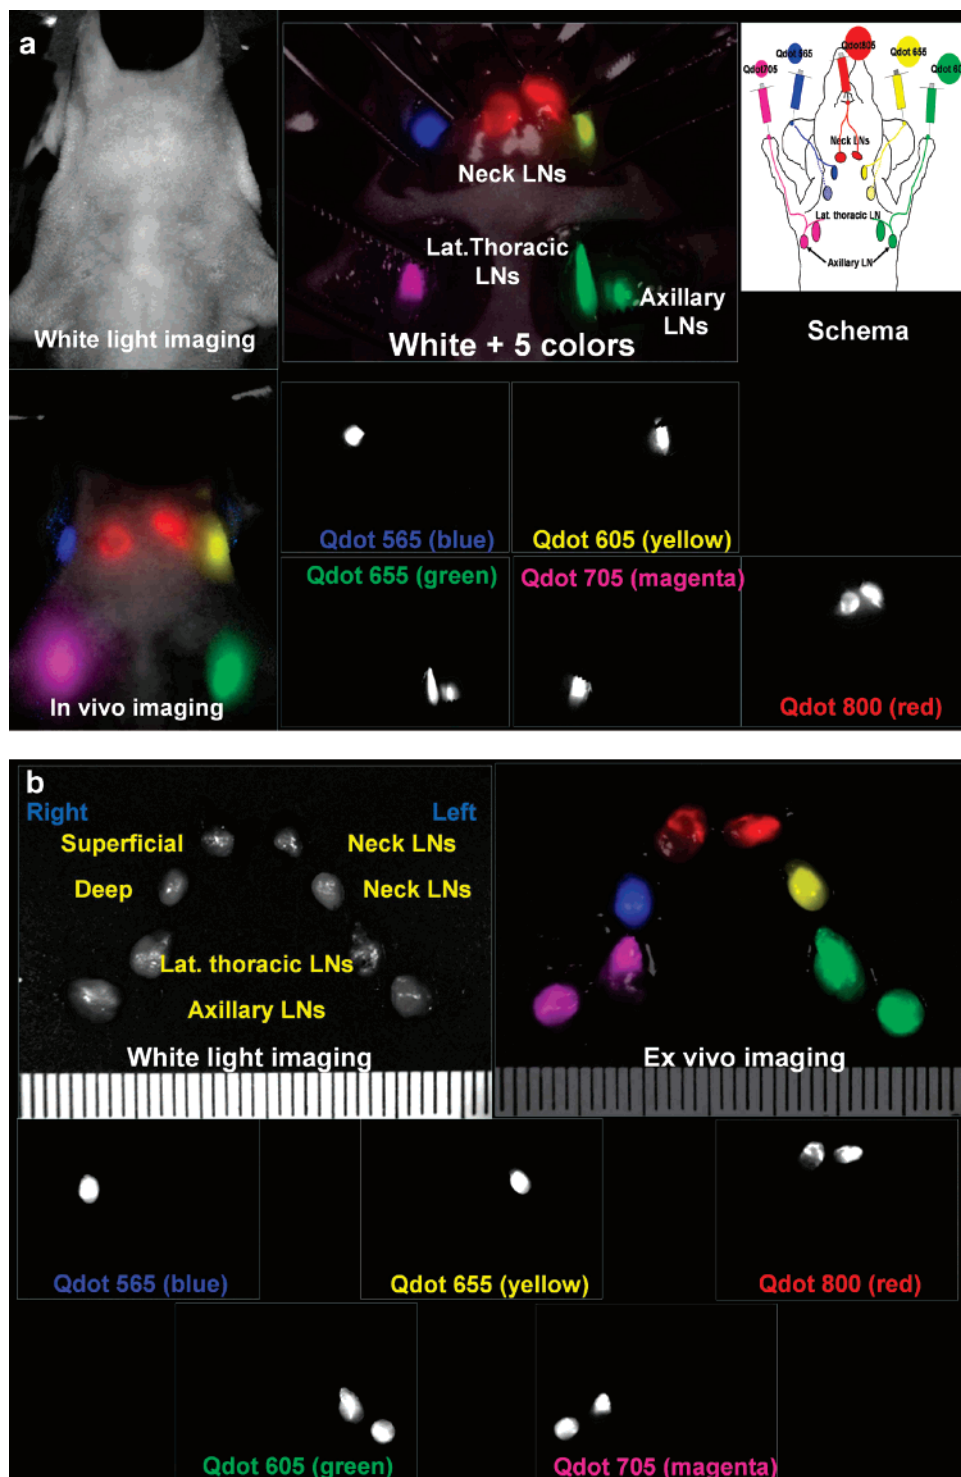 a
Qdot 565
Qdot805
Qdot 655
Qdot705
Qdot 60
Neck LNs
Neck LNs
Lat.Thoracic
LNs
Lat. thoracic LN
Axillary LN
Axillary
LNs
White light imaging
White + 5 colors
Schema
Qdot 565 (blue)
Qdot 605 (yellow)
Qdot 655 (green)
Qdot 705 (magenta)
In vivo imaging
Qdot 800 (red)
b
Right
Left
Superficial
Neck LNs
Deep
Neck LNs
Lat. thoracic LNs
Axillary LNs
White light imaging
Ex vivo imaging
Qdot 565 (blue)
Qdot 655 (yellow)
Qdot 800 (red)
Qdot 605 (green)
Qdot 705 (magenta)